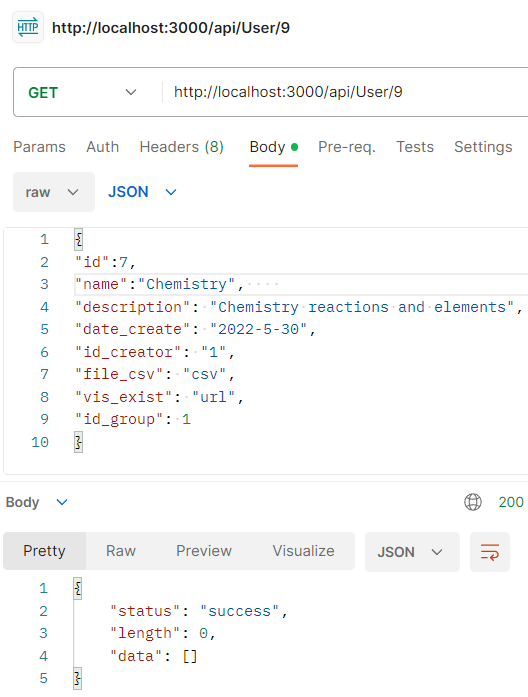 HTTP http://localhost:3000/api/User/9
GET http://localhost:3000/api/User/9
Params Auth Headers (8) Body Pre-req. Tests Settings
raw JSON
1 {
2 "id":7,
3 "name":"Chemistry",
4 "description": "Chemistry reactions and elements",
5 "date_create": "2022-5-30",
6 "id_creator": "1",
7 "file_csv": "csv",
8 "vis_exist": "url",
9 "id_group": 1
10 }
Body 200
Pretty Raw Preview Visualize JSON
1 {
2 "status": "success",
3 "length": 0,
4 "data": []
5 }